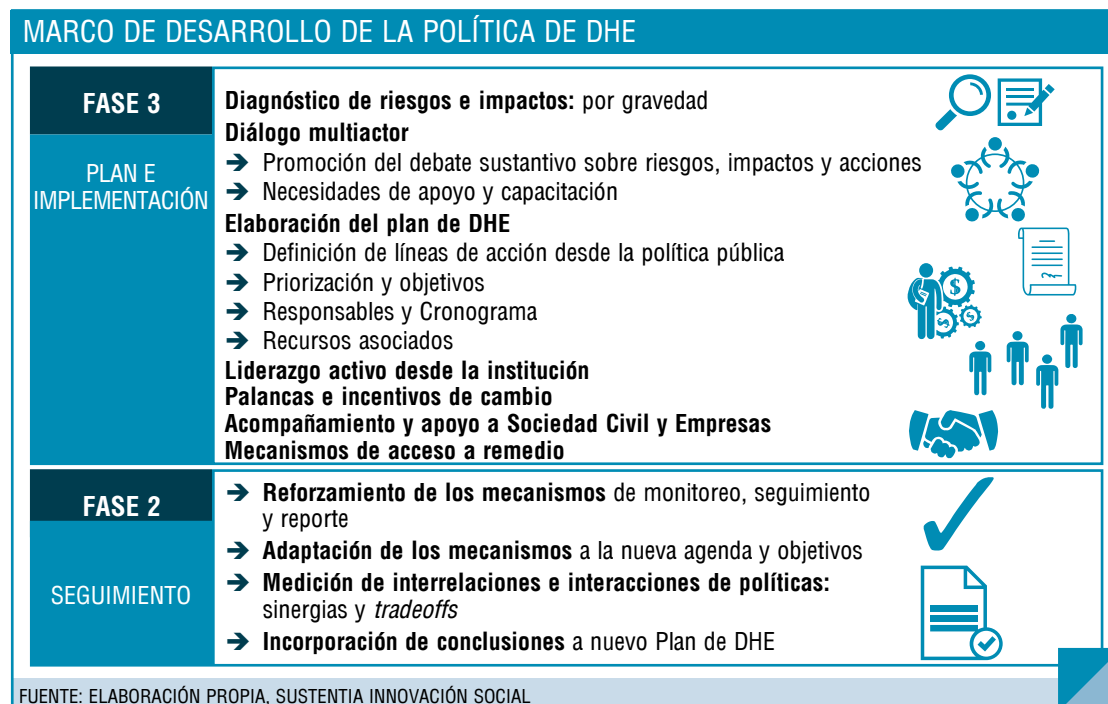 MARCO DE DESARROLLO DE LA POLÍTICA DE DHE
FASE 3
PLAN E
IMPLEMENTACIÓN
Diagnóstico de riesgos e impactos: por gravedad
Diálogo multiactor
➔ Promoción del debate sustantivo sobre riesgos, impactos y acciones
➔ Necesidades de apoyo y capacitación
Elaboración del plan de DHE
➔ Definición de líneas de acción desde la política pública
➔ Priorización y objetivos
➔ Responsables y Cronograma
➔ Recursos asociados
Liderazgo activo desde la institución
Palancas e incentivos de cambio
Acompañamiento y apoyo a Sociedad Civil y Empresas
Mecanismos de acceso a remedio
$
$
$
FASE 2
SEGUIMIENTO
➔ Reforzamiento de los mecanismos de monitoreo, seguimiento
y reporte
➔ Adaptación de los mecanismos a la nueva agenda y objetivos
➔ Medición de interrelaciones e interacciones de políticas:
sinergias y tradeoffs
➔ Incorporación de conclusiones a nuevo Plan de DHE
FUENTE: ELABORACIÓN PROPIA, SUSTENTIA INNOVACIÓN SOCIAL